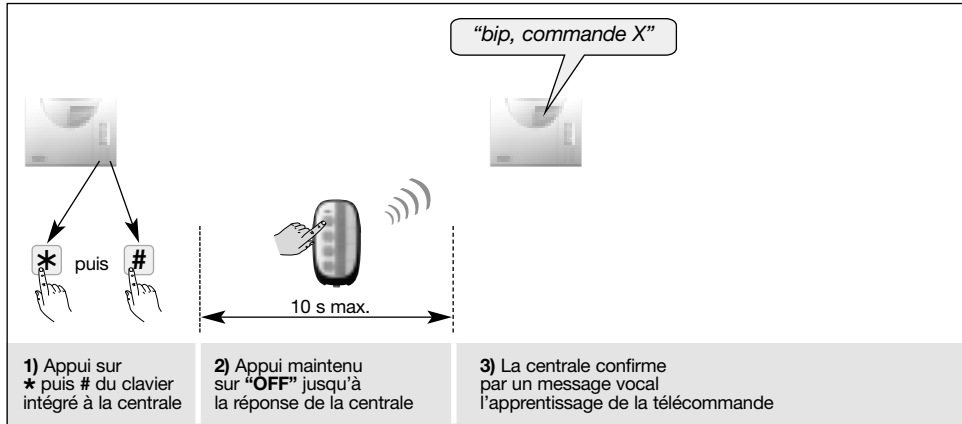 “bip, commande X”
* puis #
10 s max.
1) Appui sur
* puis # du clavier
intégré à la centrale
2) Appui maintenu
sur “OFF” jusqu’à
la réponse de la centrale
3) La centrale confirme
par un message vocal
l’apprentissage de la télécommande